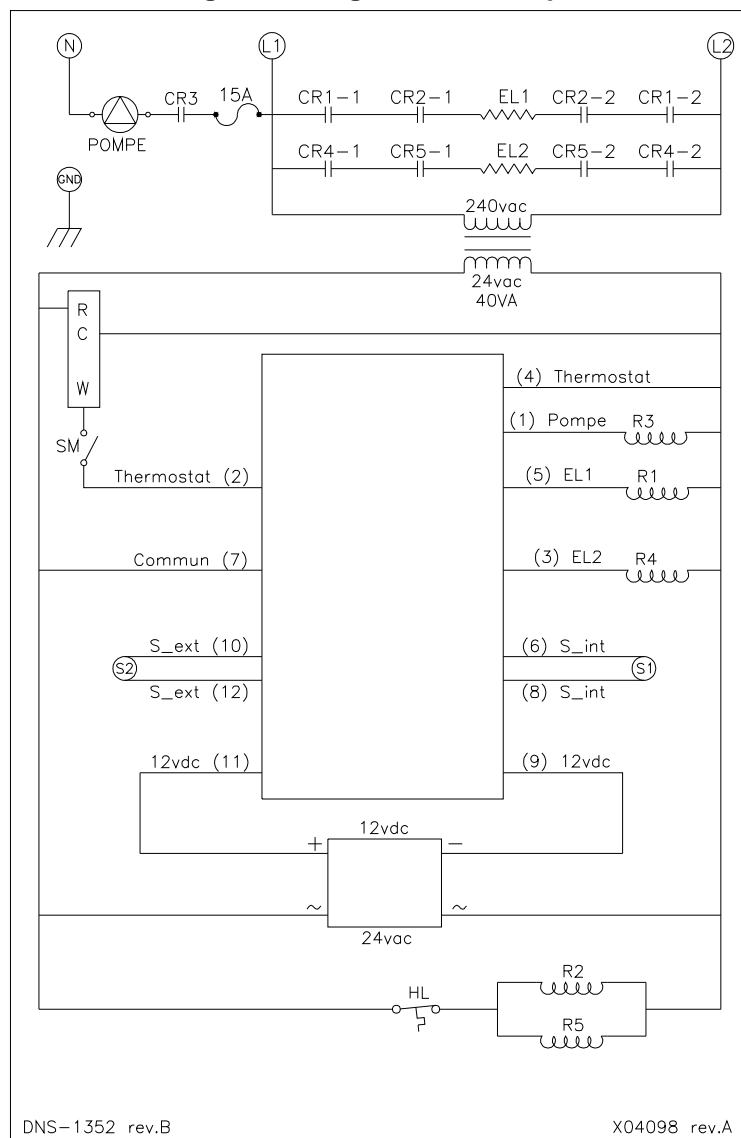 N L1 L2
CR3 15A CR1-1 CR2-1 EL1 CR2-2 CR1-2
POMPE
CR4-1 CR5-1 EL2 CR5-2 CR4-2
GND
240vac
24vac
40VA
R
C
W
(4) Thermostat
(1) Pompe R3
SM
Thermostat (2) (5) EL1 R1
Commun (7) (3) EL2 R4
S_ext (10) (6) S_int
S2 S1
S_ext (12) (8) S_int
12vdc (11) (9) 12vdc
12vdc
+ −
~ ~
24vac
HL R2
R5
DNS-1352 rev.B X04098 rev.A